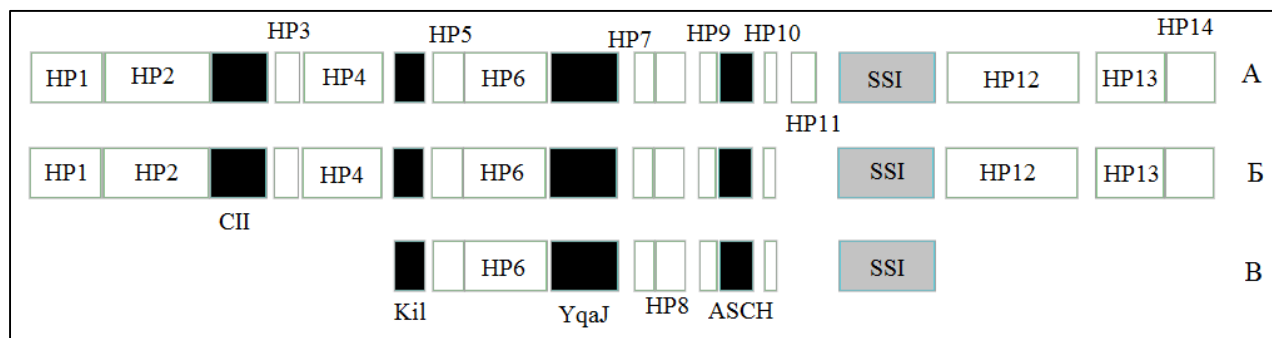 HP3 HP5 HP7 HP9 HP10 HP14
HP1 HP2 HP4 HP6 SSI HP12 HP13 А
HP11
HP1 HP2 HP4 HP6 SSI HP12 HP13 Б
CII
HP6 SSI В
Kil YqaJ HP8 ASCH